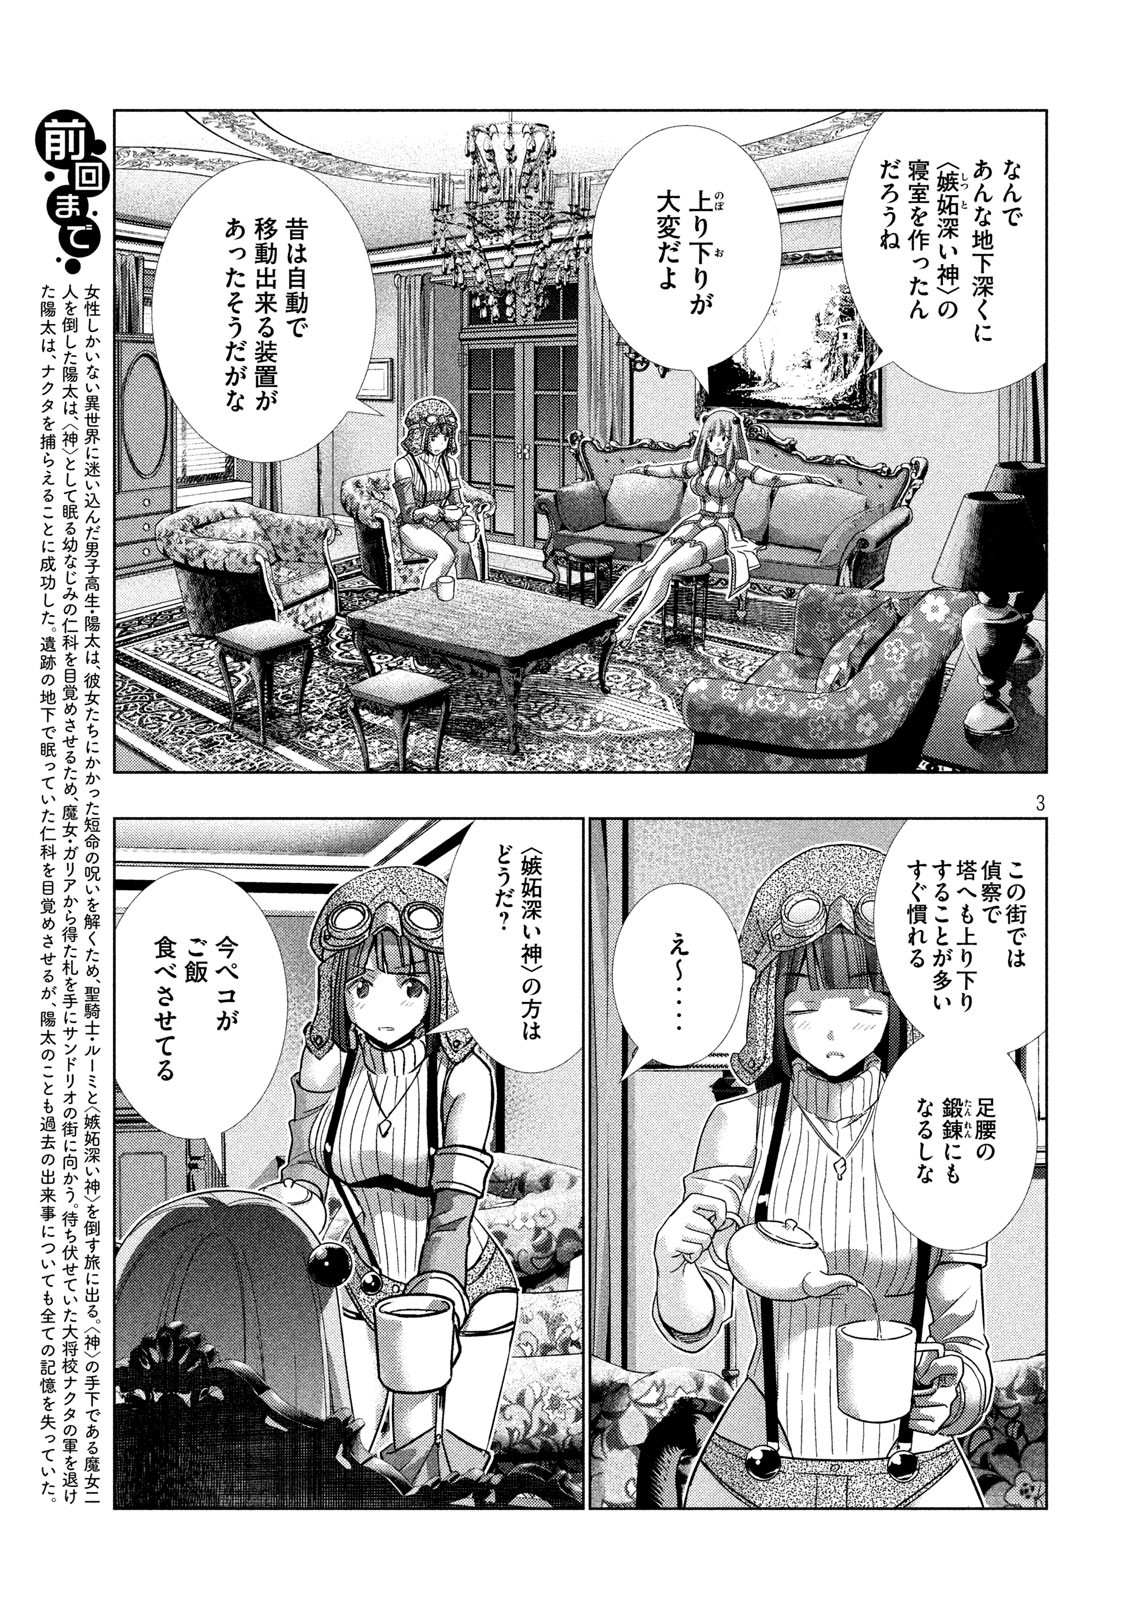 前回まで
女性しかいない異世界に迷い込んだ男子高生・陽太は、彼女たちにかかった短命の呪いを解くため、聖騎士・ルーミと〈嫉妬深い神〉を倒す旅に出る。〈神〉の手下である魔女二
人を倒した陽太は、〈神〉として眠る幼なじみの仁科を目覚めさせるため、魔女・ガリアから得た札を手にサンドリオの街に向かう。待ち伏せていた大将校ナクタの軍を退け
た陽太は、ナクタを捕らえることに成功した。遺跡の地下で眠っていた仁科を目覚めさせるが、陽太のことも過去の出来事についても全ての記憶を失っていた。
なんで
あんな地下深くに
〈嫉妬深い神〉の
しっと
寝室を作ったん
だろうね
上り下りが
のぼ
お
大変だよ
昔は自動で
移動出来る装置が
あったそうだがな
3
この街では
偵察で
塔へも上り下り
することが多い
すぐ慣れる
足腰の
鍛錬にも
たんれん
なるしな
え〜‥‥‥
〈嫉妬深い神〉の方は
どうだ?
今ペコが
ご飯
食べさせてる